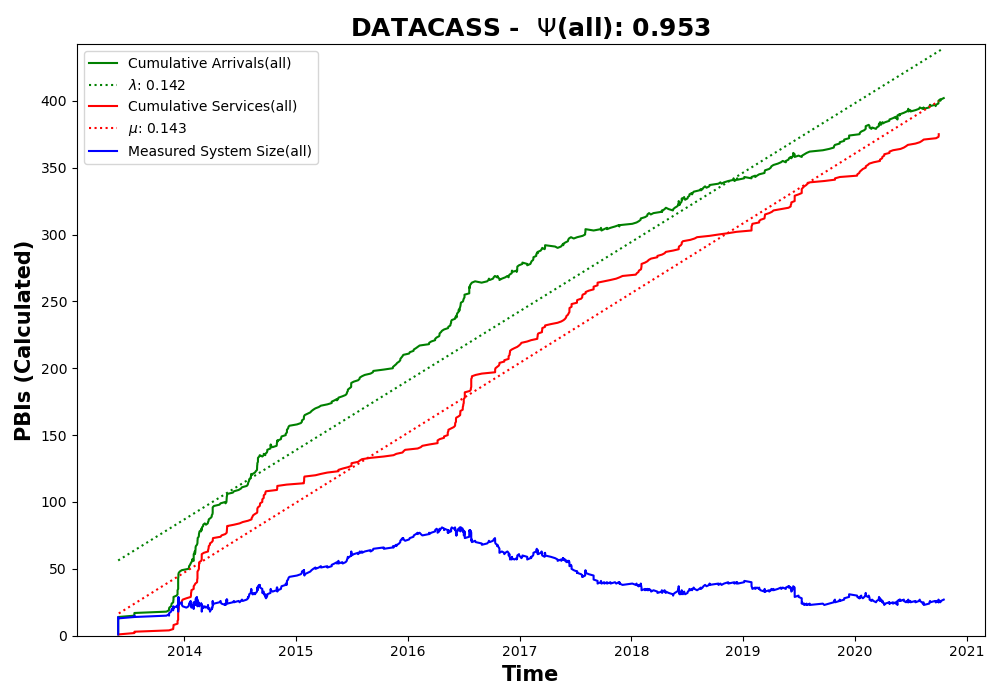 DATACASS - Ψ(all): 0.953
Cumulative Arrivals(all)
λ: 0.142
Cumulative Services(all)
μ: 0.143
Measured System Size(all)
PBIs (Calculated)
400
350
300
250
200
150
100
50
0
2014 2015 2016 2017 2018 2019 2020 2021
Time